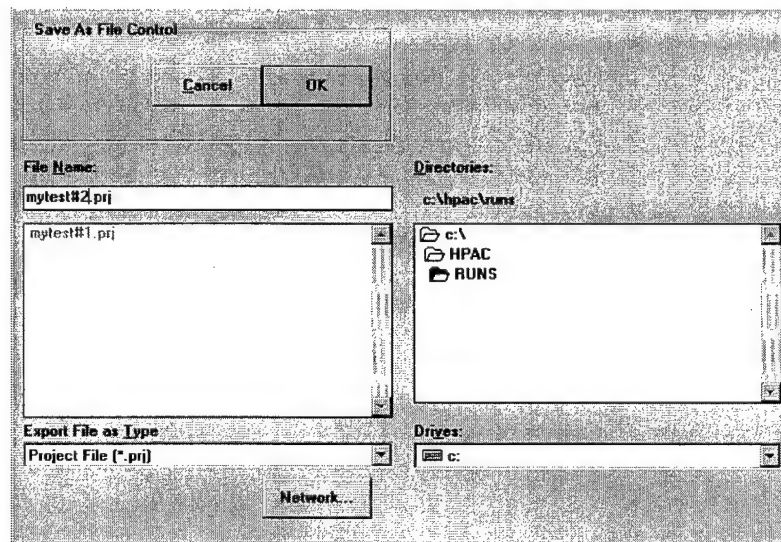 Save As File Control
Cancel
OK
File Name:
mytest#2.prj
mytest#1.prj
Directories:
c:\hpac\runs
c:\
HPAC
RUNS
Export File as Type
Project File (*.prj)
Drives:
c:
Network...